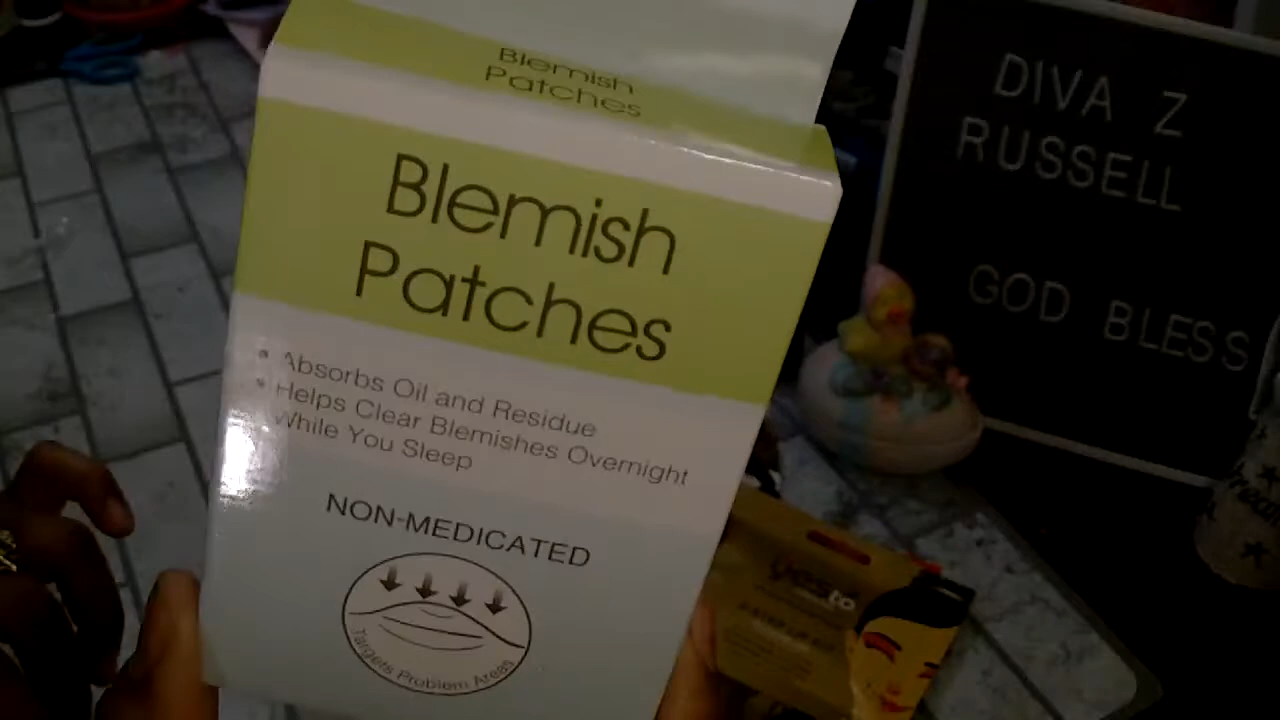 Blemish
Patches
Blemish
Patches
• Absorbs Oil and Residue
• Helps Clear Blemishes Overnight
While You Sleep
NON-MEDICATED
Targets Problem Areas
DIVA Z
RUSSELL
GOD BLESS
yes to